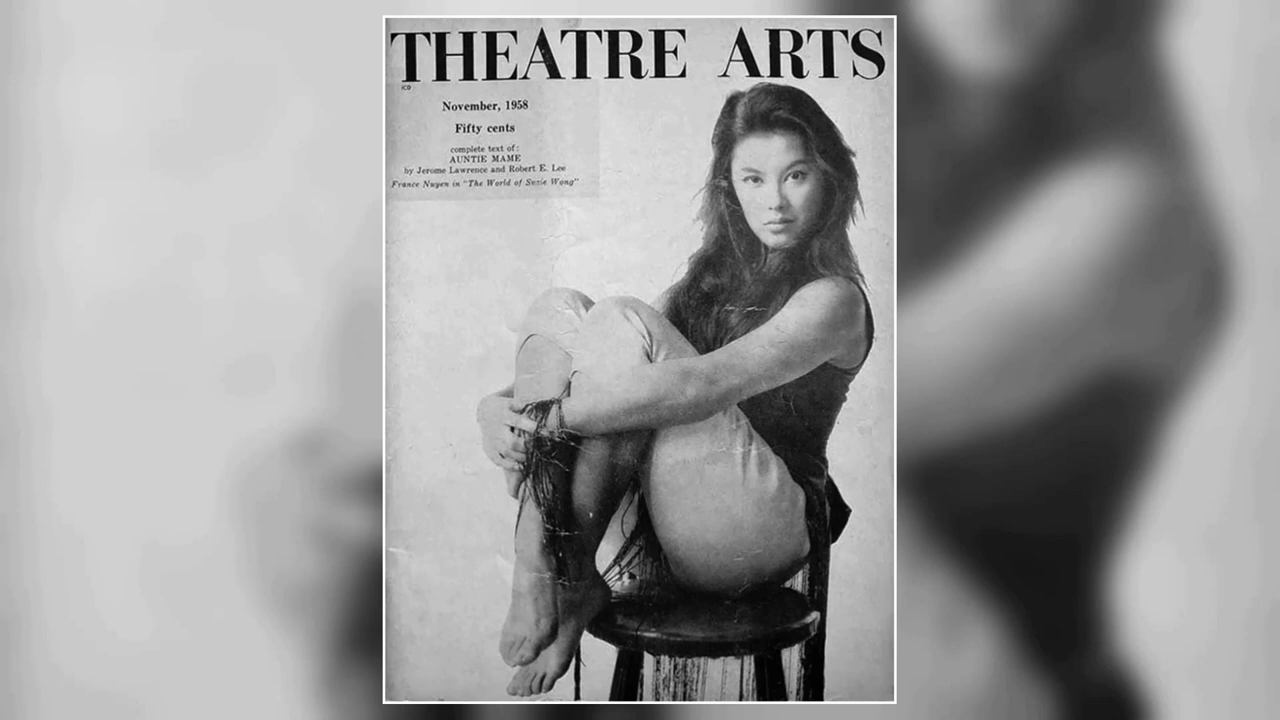 THEATRE ARTS
ICD
November, 1958
Fifty cents
complete text of:
AUNTIE MAME
by Jerome Lawrence and Robert E. Lee
France Nuyen in "The World of Suzie Wong"